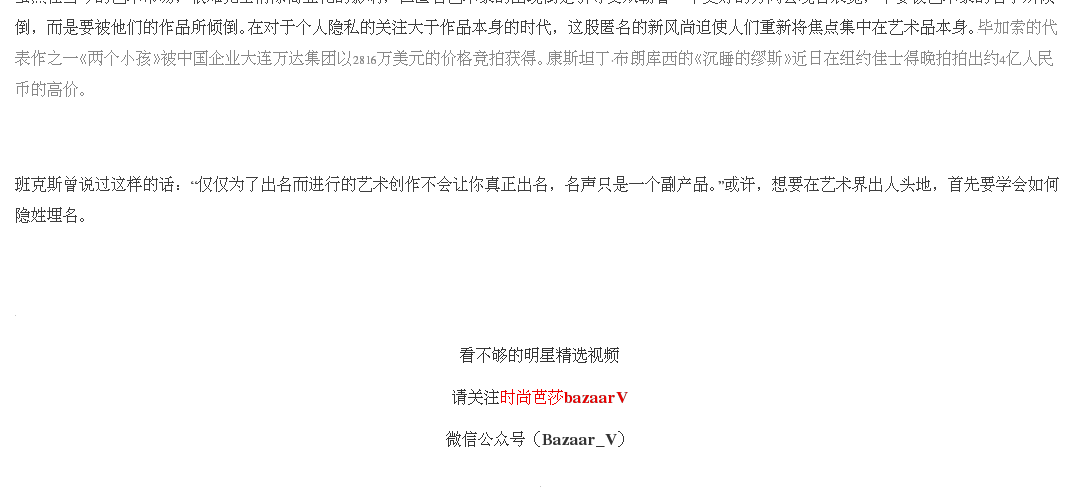 倒，而是要被他们的作品所倾倒。在对于个人隐私的关注大于作品本身的时代，这股匿名的新风尚迫使人们重新将焦点集中在艺术品本身。毕加索的代
表作之一《两个小孩》被中国企业大连万达集团以2816万美元的价格竞拍获得。康斯坦丁·布朗库西的《沉睡的缪斯》近日在纽约佳士得晚拍拍出约4亿人民
币的高价。
班克斯曾说过这样的话：“仅仅为了出名而进行的艺术创作不会让你真正出名，名声只是一个副产品。”或许，想要在艺术界出人头地，首先要学会如何
隐姓埋名。
看不够的明星精选视频
请关注时尚芭莎bazaarV
微信公众号（Bazaar_V）